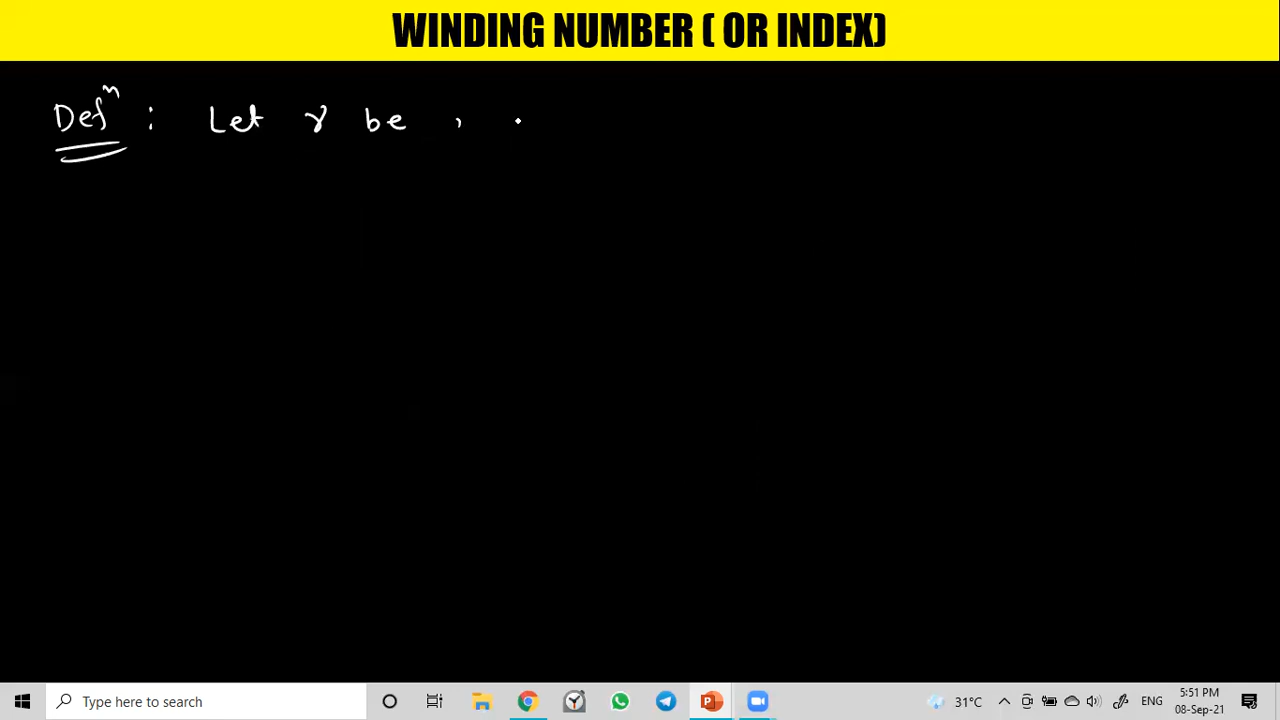 WINDING NUMBER ( OR INDEX)
Defⁿ : Let γ be
Type here to search
31°C
ENG
5:51 PM
08-Sep-21